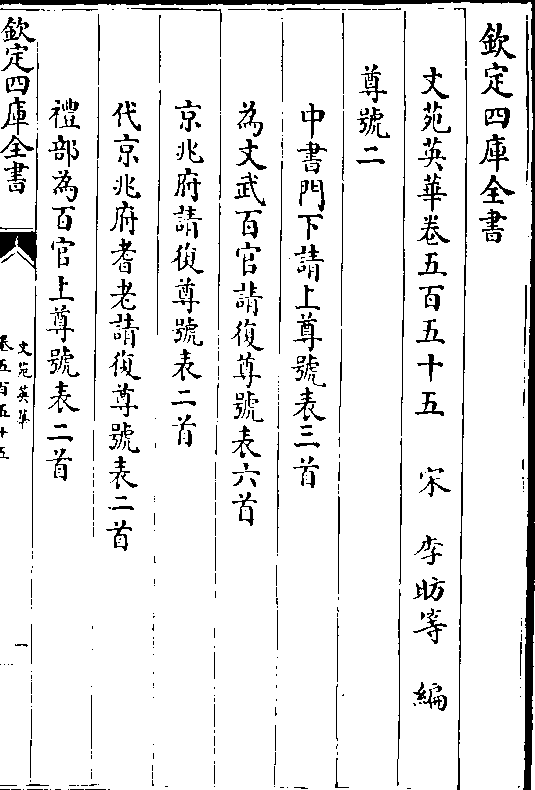 欽定四庫全書
文苑英華卷五百五十五 宋 李昉等 編
尊號二
中書門下請上尊號表三首
為文武百官請復尊號表六首
京兆府請復尊號表二首
代京兆府耆老請復尊號表二首
禮部為百官上尊號表二首
欽定四庫全書
文苑英華
卷五百五十五
一